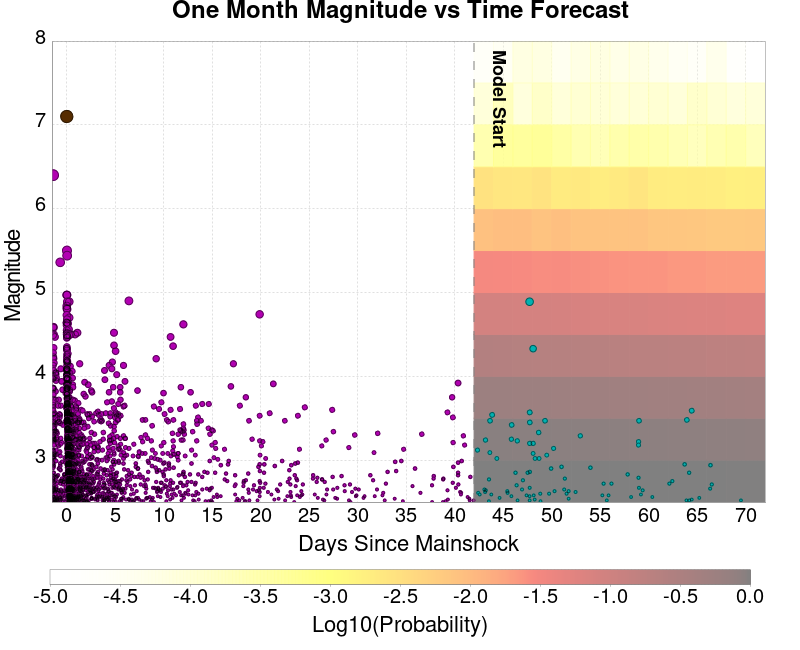 One Month Magnitude vs Time Forecast
8
7
6
5
4
3
Magnitude
Model Start
0 5 10 15 20 25 30 35 40 45 50 55 60 65 70
Days Since Mainshock
-5.0 -4.5 -4.0 -3.5 -3.0 -2.5 -2.0 -1.5 -1.0 -0.5 0.0
Log10(Probability)